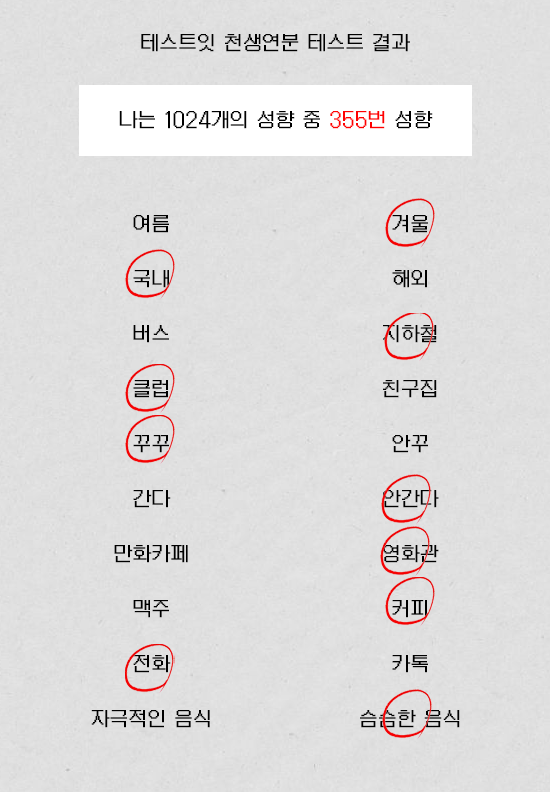 테스트잇 천생연분 테스트 결과
나는 1024개의 성향 중 355번 성향
여름 겨울
국내 해외
버스 지하철
클럽 친구집
꾸꾸 안꾸
간다 안간다
만화카페 영화관
맥주 커피
전화 카톡
자극적인 음식 슴슴한 음식